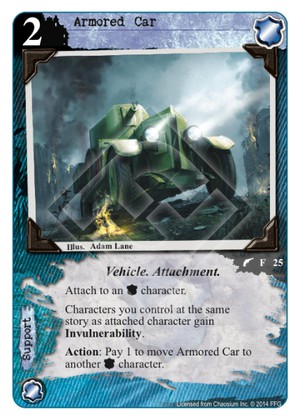 2
Armored Car
Illus. Adam Lane
Vehicle. Attachment.
F 25
Attach to an character.
Characters you control at the same
story as attached character gain
Invulnerability.
Action: Pay 1 to move Armored Car to
another character.
Support
Licensed from Chaosium Inc. © 2014 FFG